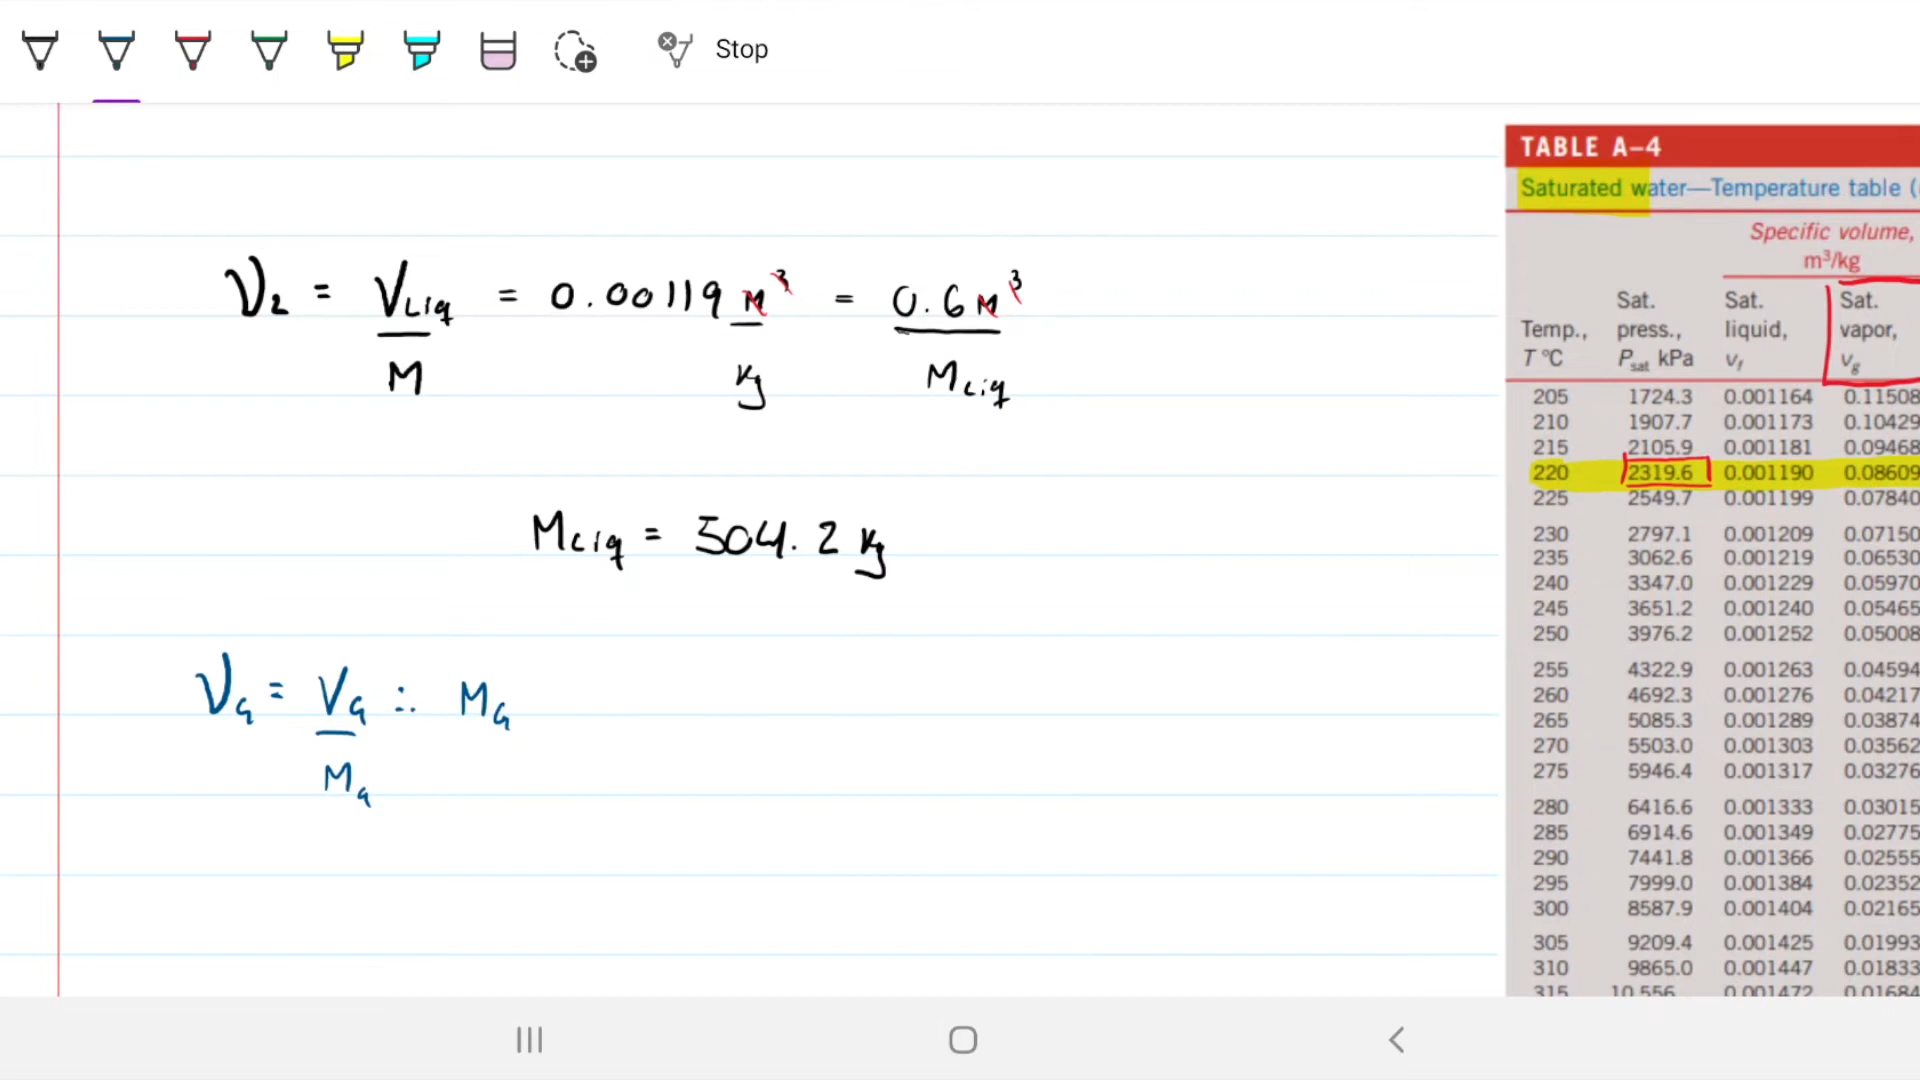 Stop
V₂ = V_Liq = 0.00119 m³ = 0.6 m³
M kg M_Liq
M_Liq = 504.2 kg
V_g = V_g ∴ M_g
M_g
TABLE A–4
Saturated water—Temperature table (
Specific volume,
m³/kg
Sat. Sat. Sat.
Temp., press., liquid, vapor,
T °C P_sat kPa v_f v_g
205 1724.3 0.001164 0.11508
210 1907.7 0.001173 0.10429
215 2105.9 0.001181 0.09468
220 2319.6 0.001190 0.08609
225 2549.7 0.001199 0.07840
230 2797.1 0.001209 0.07150
235 3062.6 0.001219 0.06530
240 3347.0 0.001229 0.05970
245 3651.2 0.001240 0.05465
250 3976.2 0.001252 0.05008
255 4322.9 0.001263 0.04594
260 4692.3 0.001276 0.04217
265 5085.3 0.001289 0.03874
270 5503.0 0.001303 0.03562
275 5946.4 0.001317 0.03276
280 6416.6 0.001333 0.03015
285 6914.6 0.001349 0.02775
290 7441.8 0.001366 0.02555
295 7999.0 0.001384 0.02352
300 8587.9 0.001404 0.02165
305 9209.4 0.001425 0.01993
310 9865.0 0.001447 0.01833
315 10,556 0.001472 0.01684